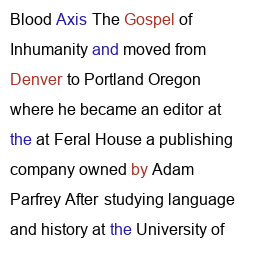 Blood Axis The Gospel of
Inhumanity and moved from
Denver to Portland Oregon
where he became an editor at
the at Feral House a publishing
company owned by Adam
Parfrey After studying language
and history at the University of